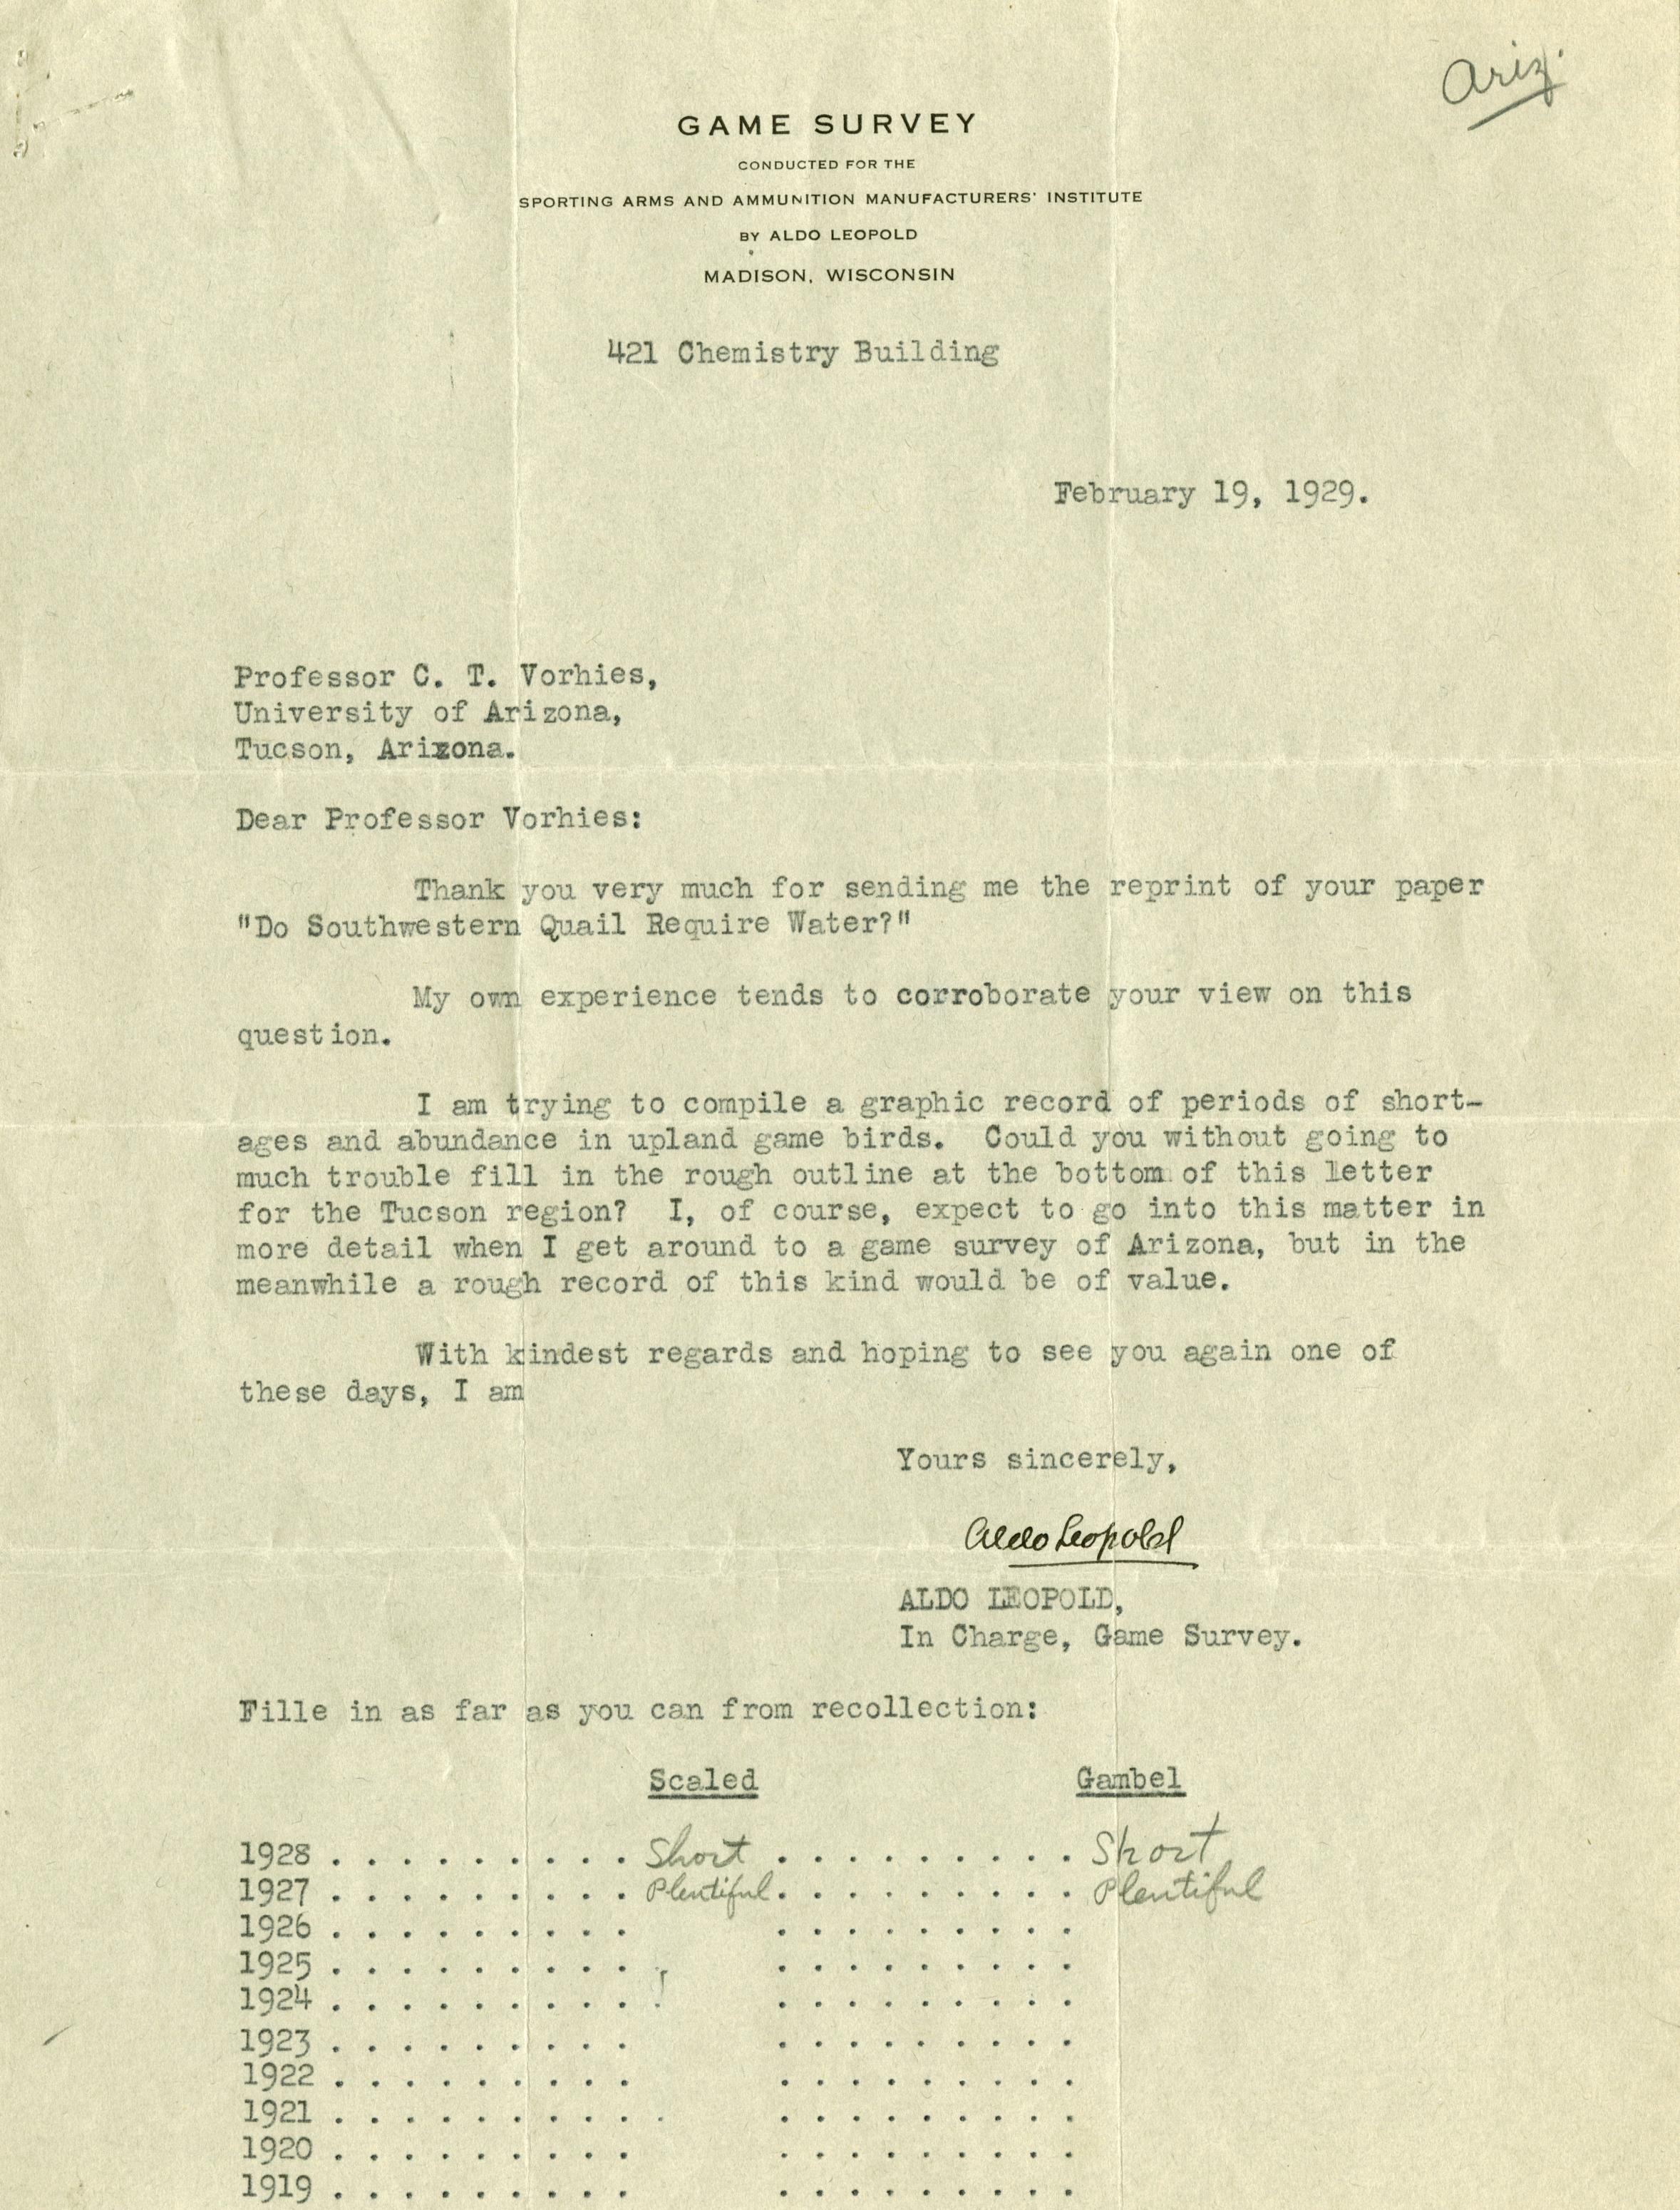 Ariz.
GAME SURVEY
CONDUCTED FOR THE
SPORTING ARMS AND AMMUNITION MANUFACTURERS' INSTITUTE
BY ALDO LEOPOLD
MADISON, WISCONSIN
421 Chemistry Building
February 19, 1929.
Professor C. T. Vorhies,
University of Arizona,
Tucson, Arizona.
Dear Professor Vorhies:
Thank you very much for sending me the reprint of your paper
"Do Southwestern Quail Require Water?"
My own experience tends to corroborate your view on this
question.
I am trying to compile a graphic record of periods of short-
ages and abundance in upland game birds. Could you without going to
much trouble fill in the rough outline at the bottom of this letter
for the Tucson region? I, of course, expect to go into this matter in
more detail when I get around to a game survey of Arizona, but in the
meanwhile a rough record of this kind would be of value.
With kindest regards and hoping to see you again one of
these days, I am
Yours sincerely,
Aldo Leopold
ALDO LEOPOLD,
In Charge, Game Survey.
Fille in as far as you can from recollection:
Scaled Gambel
1928 . . . . . . . . . Short . . . . . . . . . Short
1927 . . . . . . . . . Plentiful . . . . . . . . . Plentiful
1926 . . . . . . . . . . . . . . . . . .
1925 . . . . . . . . . . . . . . . . . .
1924 . . . . . . . . . . . . . . . . . .
1923 . . . . . . . . . . . . . . . . . .
1922 . . . . . . . . . . . . . . . . . .
1921 . . . . . . . . . . . . . . . . . .
1920 . . . . . . . . . . . . . . . . . .
1919 . . . . . . . . . . . . . . . . . .